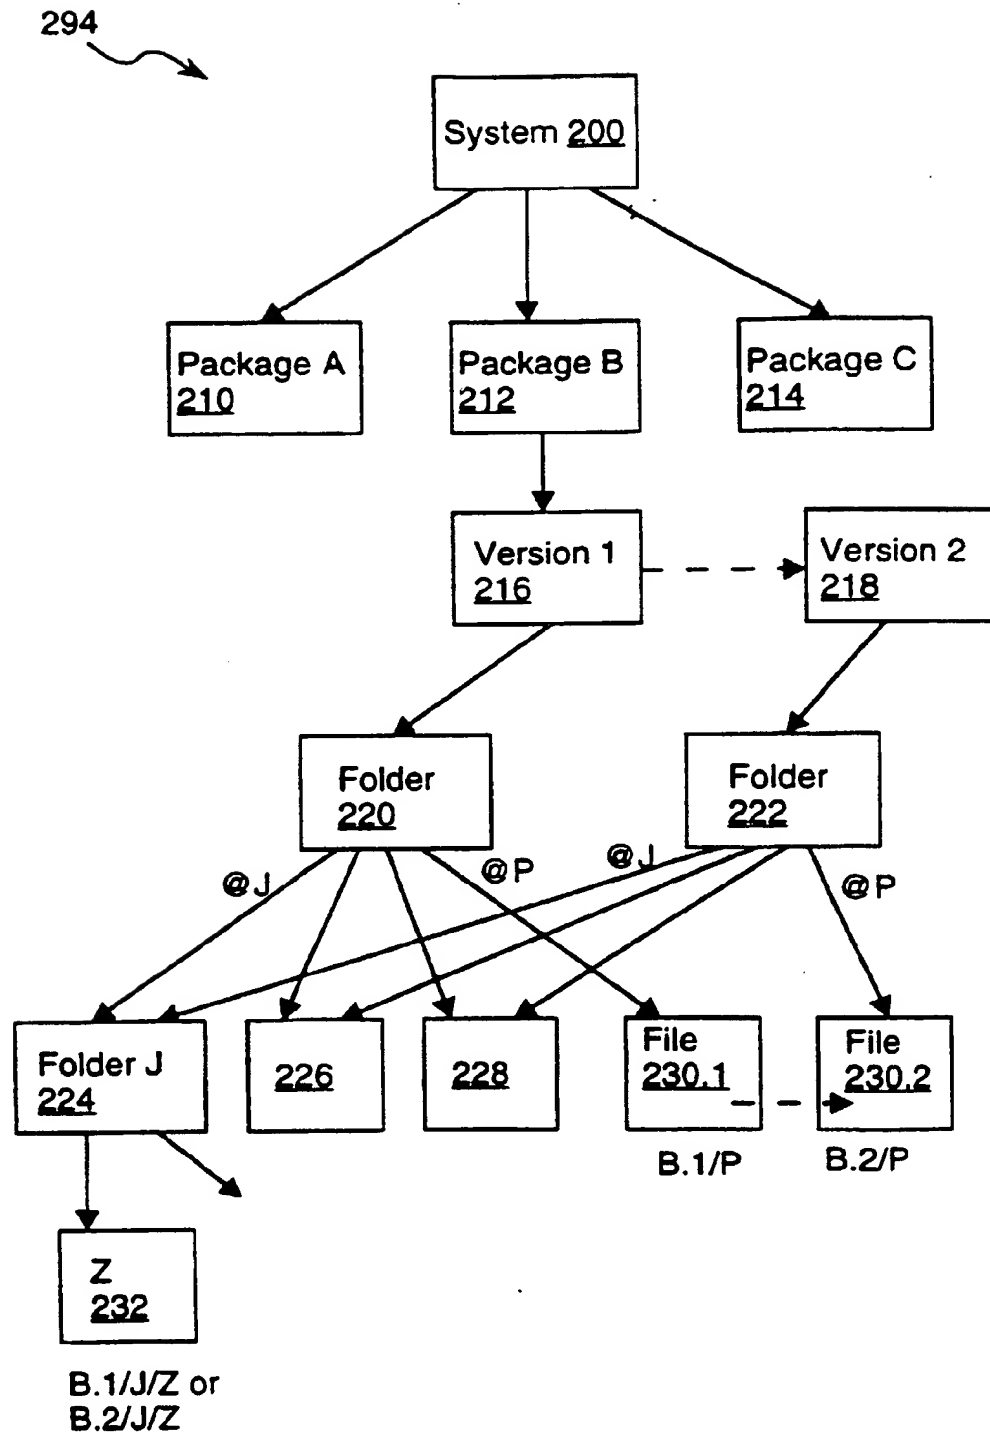 294
System 200
Package A
210
Package B
212
Package C
214
Version 1
216
Version 2
218
Folder
220
Folder
222
@J
@P
@J
@P
Folder J
224
226
228
File
230.1
File
230.2
B.1/P
B.2/P
Z
232
B.1/J/Z or
B.2/J/Z